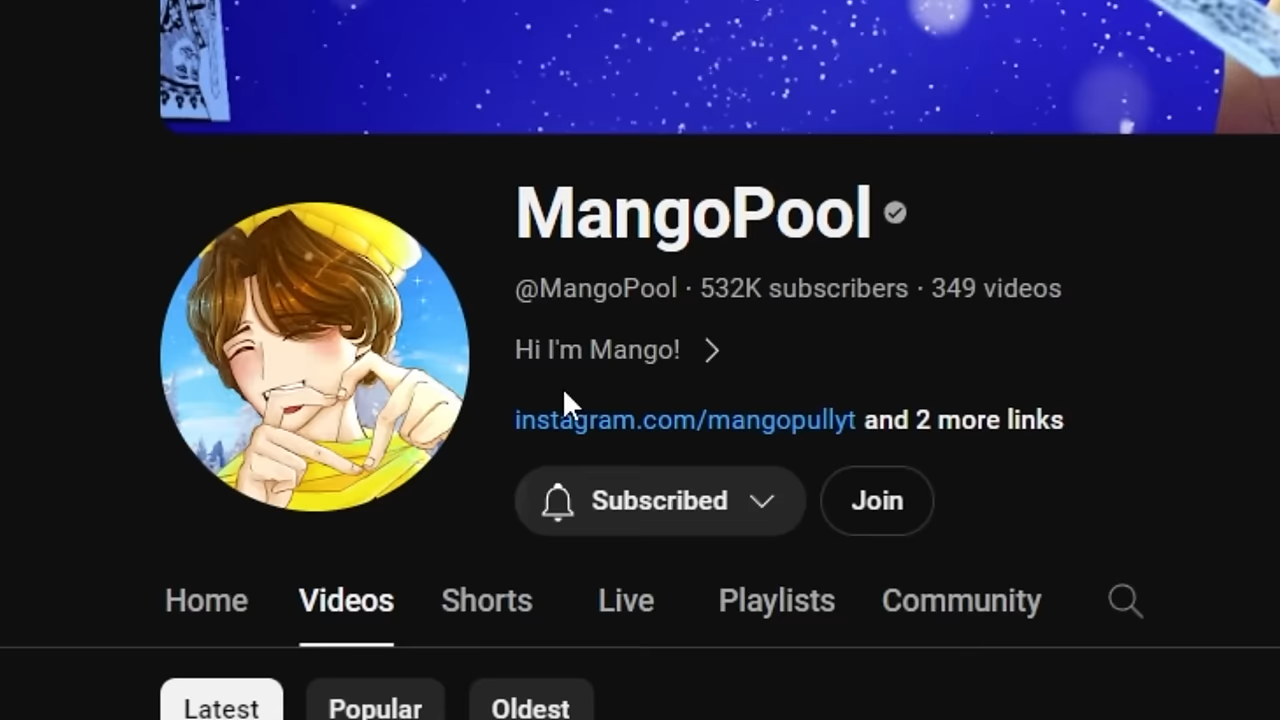 MangoPool
@MangoPool · 532K subscribers · 349 videos
Hi I'm Mango!
instagram.com/mangopullyt and 2 more links
Subscribed Join
Home Videos Shorts Live Playlists Community
Latest Popular Oldest